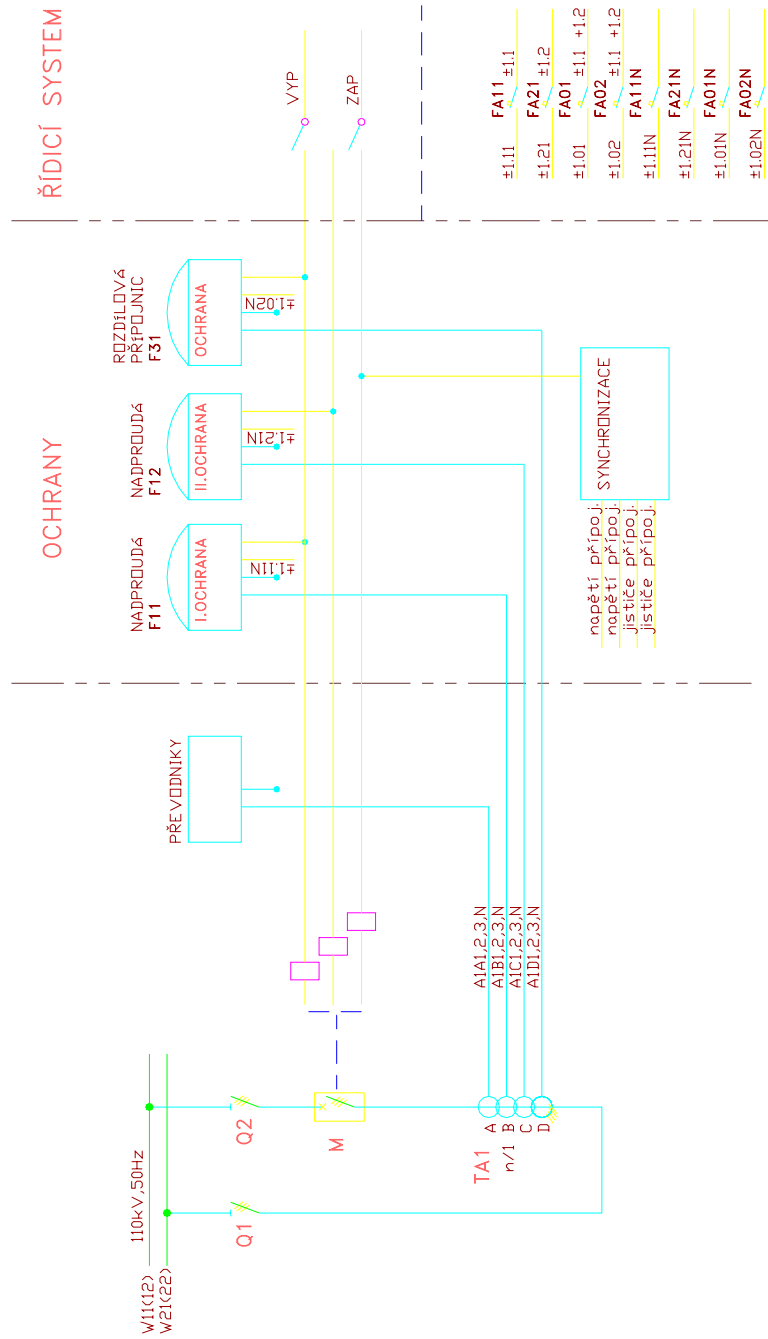 W11(12)
W21(22)
110kV,50Hz
Q1
Q2
M
TA1
n/1
A
B
C
D
A1A1,2,3,N
A1B1,2,3,N
A1C1,2,3,N
A1D1,2,3,N
PŘEVODNIKY
OCHRANY
NADPROUDÁ
F11
I.OCHRANA
±1.11N
NADPROUDÁ
F12
II.OCHRANA
±1.21N
ROZDÍLOVÁ
PŘÍPOJNIC
F31
OCHRANA
±1.02N
SYNCHRONIZACE
napětí přípoj.
napětí přípoj.
jističe přípoj.
jističe přípoj.
ŘÍDICÍ SYSTEM
VYP
ZAP
±1.11 FA11 ±1.1
±1.21 FA21 ±1.2
±1.01 FA01 ±1.1 +1.2
±1.02 FA02 ±1.1 +1.2
±1.11N FA11N
±1.21N FA21N
±1.01N FA01N
±1.02N FA02N